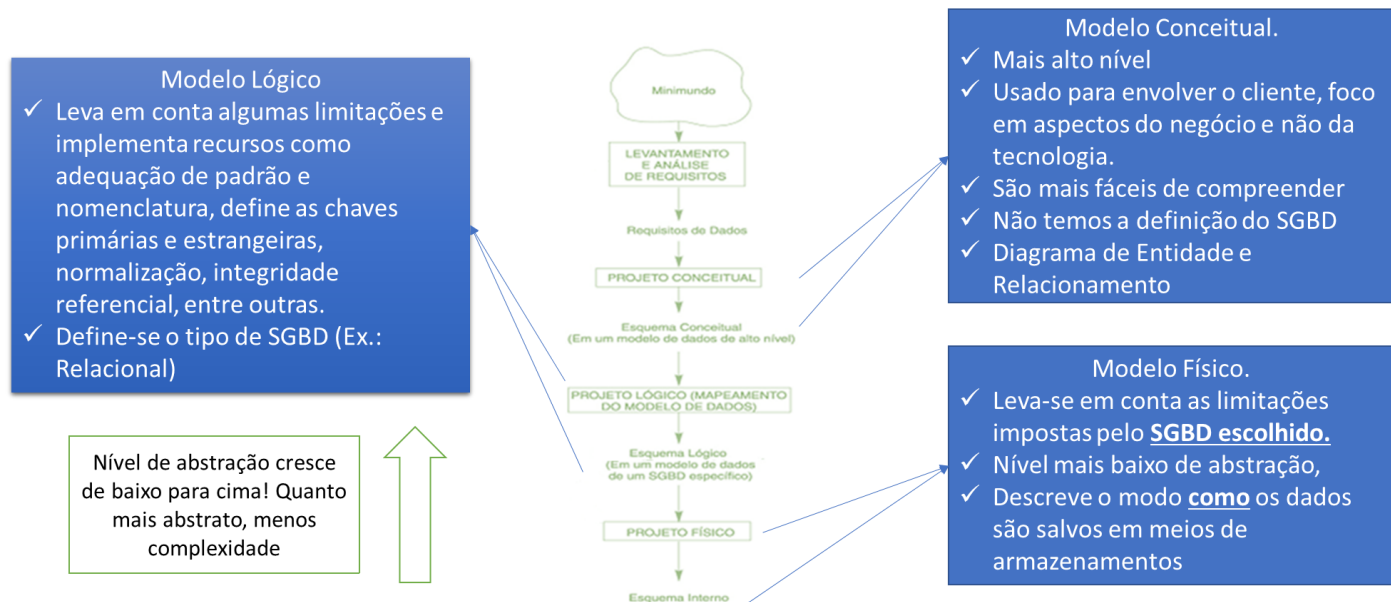 Modelo Lógico
✓ Leva em conta algumas limitações e
implementa recursos como
adequação de padrão e
nomenclatura, define as chaves
primárias e estrangeiras,
normalização, integridade
referencial, entre outras.
✓ Define-se o tipo de SGBD (Ex.:
Relacional)
Nível de abstração cresce
de baixo para cima! Quanto
mais abstrato, menos
complexidade
Minimundo
LEVANTAMENTO
E ANÁLISE
DE REQUISITOS
Requisitos de Dados
PROJETO CONCEITUAL
Esquema Conceitual
(Em um modelo de dados de alto nível)
PROJETO LÓGICO (MAPEAMENTO
DO MODELO DE DADOS)
Esquema Lógico
(Em um modelo de dados
de um SGBD específico)
PROJETO FÍSICO
Esquema Interno
Modelo Conceitual.
✓ Mais alto nível
✓ Usado para envolver o cliente, foco
em aspectos do negócio e não da
tecnologia.
✓ São mais fáceis de compreender
✓ Não temos a definição do SGBD
✓ Diagrama de Entidade e
Relacionamento
Modelo Físico.
✓ Leva-se em conta as limitações
impostas pelo SGBD escolhido.
✓ Nível mais baixo de abstração,
✓ Descreve o modo como os dados
são salvos em meios de
armazenamentos